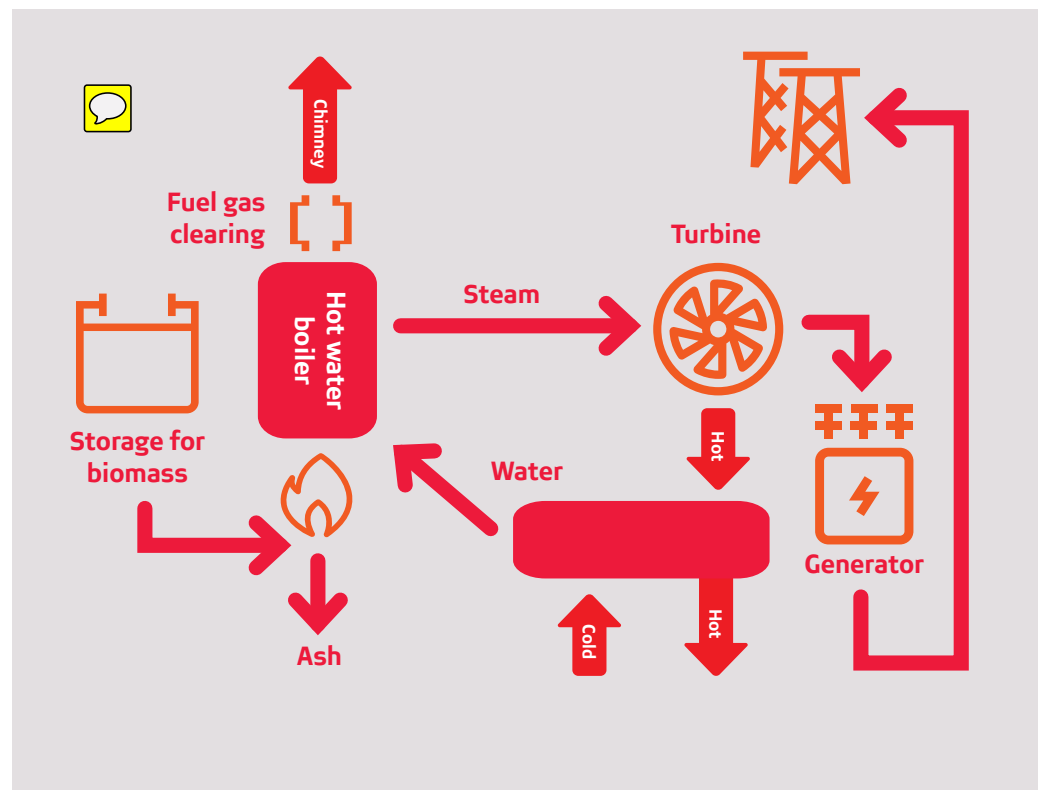 Chimney
Fuel gas
clearing
Turbine
Steam
Hot water
boiler
Storage for
biomass
Hot
Water
Generator
Cold
Hot
Ash